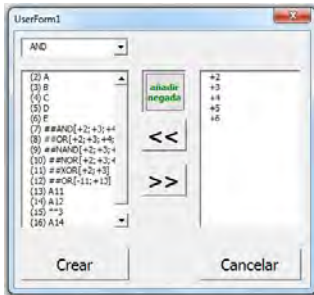 UserForm1
AND
(2) A
(3) B
(4) C
(5) D
(6) E
(7) ##AND[+2;+3;+4
(8) ##OR[+2;+3;+4;
(9) ##NAND[+2;+3;+
(10) ##NOR[+2;+3;+
(11) ##XOR[+2;+3]
(12) ##OR[-11;+13]
(13) A11
(14) A12
(15) ""3
(16) A14
añadir
negada
<<
>>
+2
+3
+4
+5
+6
Crear
Cancelar